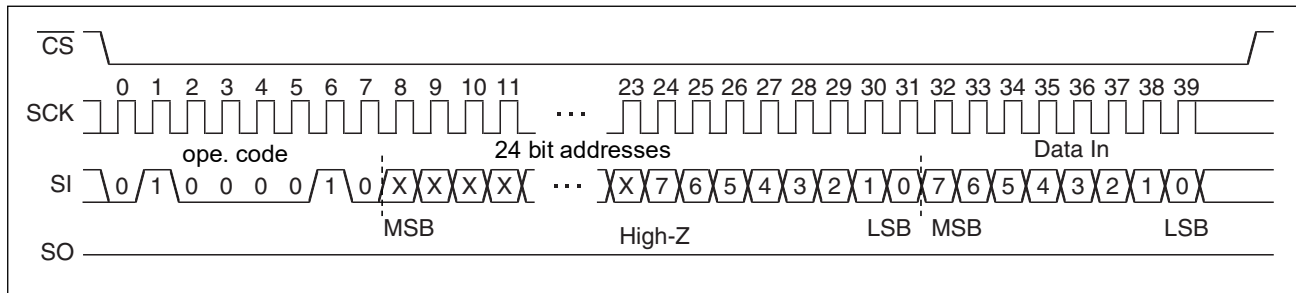 CS
0 1 2 3 4 5 6 7 8 9 10 11 23 24 25 26 27 28 29 30 31 32 33 34 35 36 37 38 39
SCK ···
ope. code 24 bit addresses Data In
SI 0 1 0 0 0 0 1 0 X X X X ··· X 7 6 5 4 3 2 1 0 7 6 5 4 3 2 1 0
MSB LSB MSB LSB
High-Z
SO